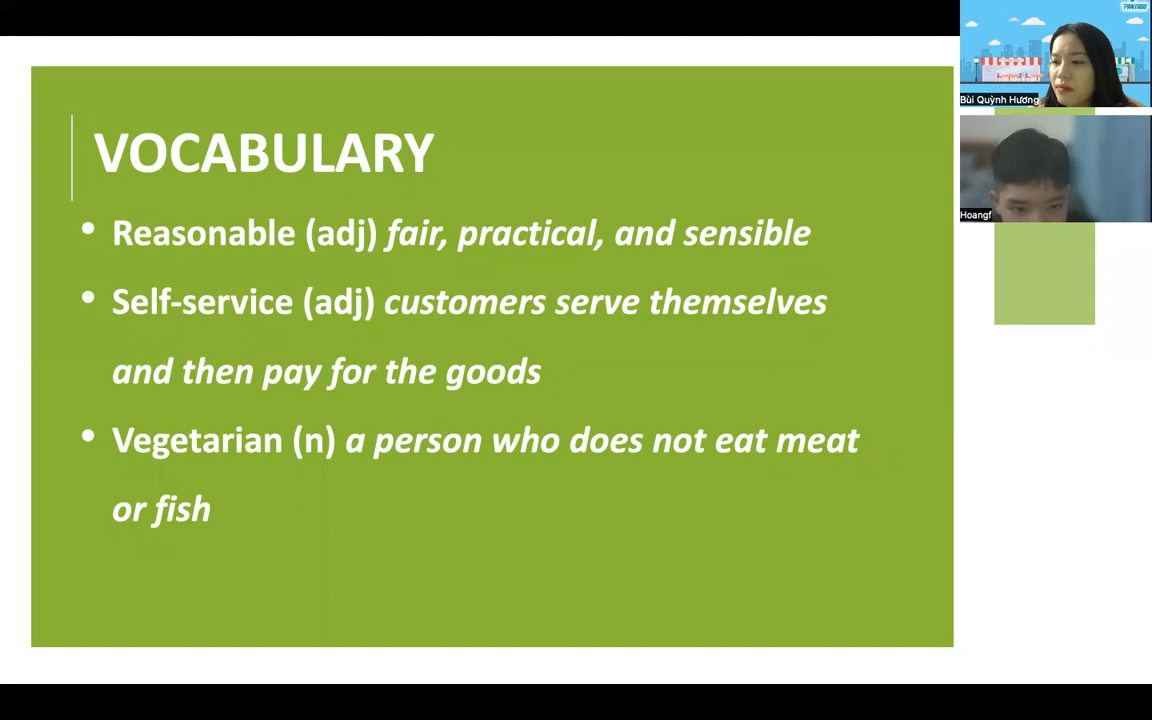 PANTADO
Bùi Quỳnh Hương
Hoangf
VOCABULARY
• Reasonable (adj) fair, practical, and sensible
• Self-service (adj) customers serve themselves
and then pay for the goods
• Vegetarian (n) a person who does not eat meat
or fish